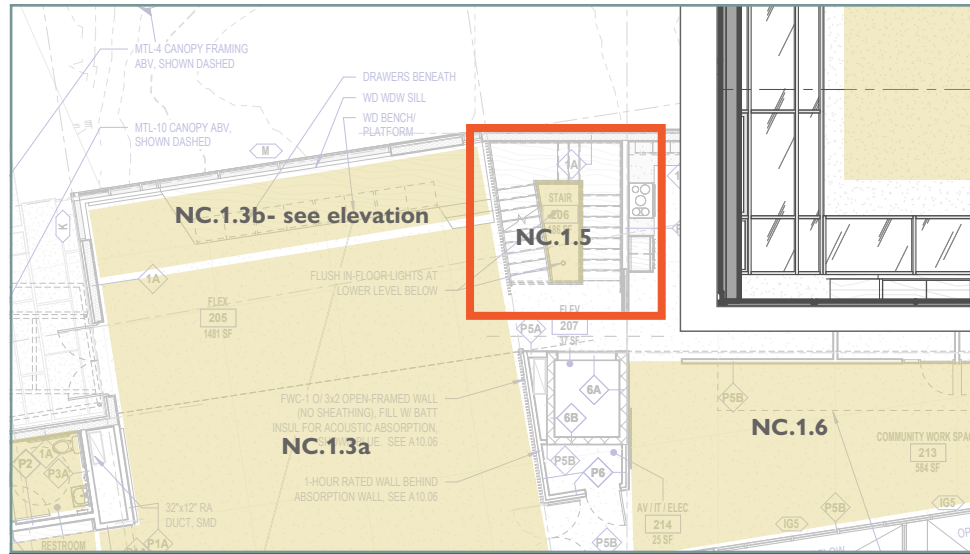 MTL-4 CANOPY FRAMING
ABV, SHOWN DASHED
DRAWERS BENEATH
WD WDW SILL
WD BENCH/
PLATFORM
MTL-10 CANOPY ABV,
SHOWN DASHED
M
1A
STAIR
206
NC.1.3b- see elevation
NC.1.5
K
1A
FLUSH IN-FLOOR-LIGHTS AT
LOWER LEVEL BELOW
FLEX
205
1481 SF
ELEV
207
37 SF
P5A
FWC-1 O/ 3x2 OPEN-FRAMED WALL
(NO SHEATHING), FILL W/ BATT
INSUL FOR ACOUSTIC ABSORPTION,
BLUE. SEE A10.06
6A
6B
P5B
NC.1.3a
NC.1.6
COMMUNITY WORK SPA
213
584 SF
P2
1A
P3A
P5B
P6
1-HOUR RATED WALL BEHIND
ABSORPTION WALL, SEE A10.06
32"x12" RA
DUCT, SMD
AV / IT / ELEC
214
25 SF
P5B
IG5
IG5
P1A
RESTROOM
P5B